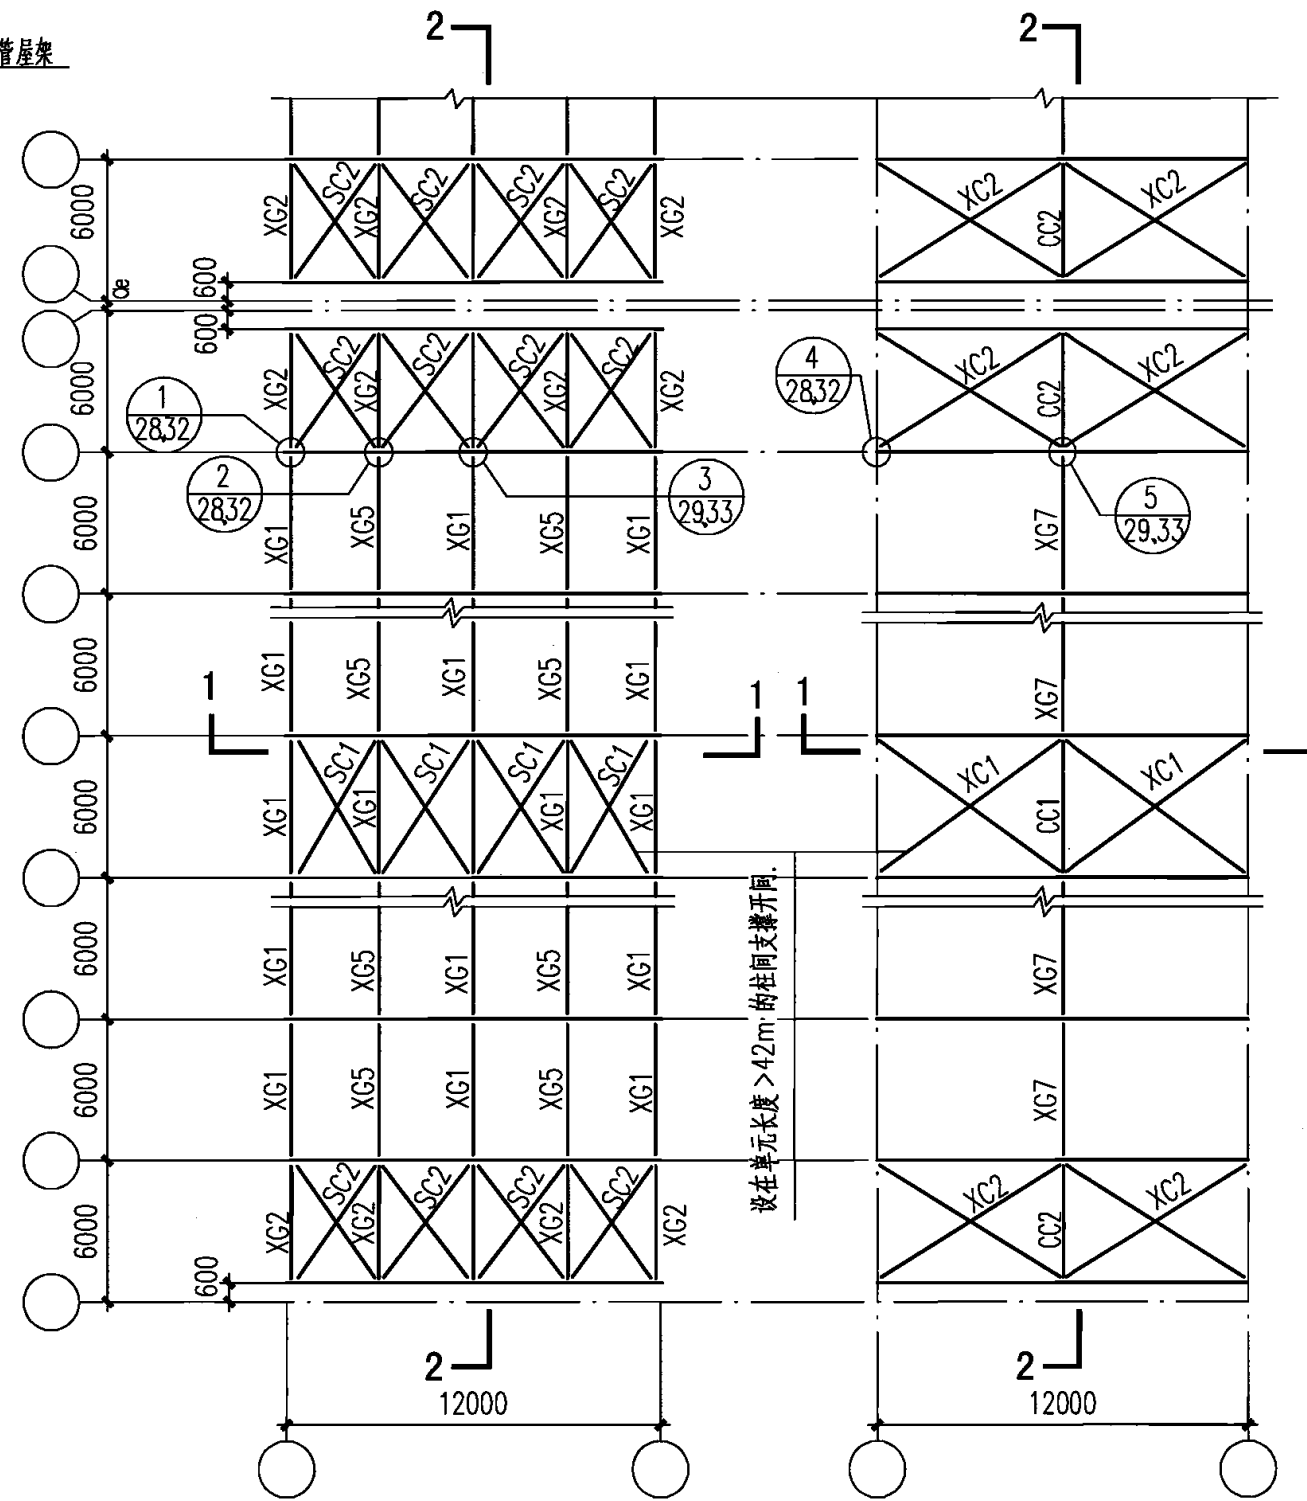 2 2
管屋架
SC2 SC2 SC2 SC2 XC2 XC2
6000 XG2 XG2 XG2 XG2 CC2
600
600
SC2 SC2 SC2 SC2 XC2 XC2
6000 XG2 XG2 XG2 XG2 CC2
1
28,32
4
28,32
2
28,32
3
29,33
5
29,33
6000 XG1 XG5 XG1 XG5 XG1 XG7
6000 XG1 XG5 XG1 XG5 XG1 XG7
1 1 1
SC1 SC1 SC1 SC1 XC1 XC1
6000 XG1 XG1 XG1 XG1 CC1
设在单元长度>42m的柱间支撑开间.
6000 XG1 XG5 XG1 XG5 XG1 XG7
6000 XG1 XG5 XG1 XG5 XG1 XG7
SC2 SC2 SC2 SC2 XC2 XC2
6000 XG2 XG2 XG2 XG2 CC2
600
2 2
12000 12000